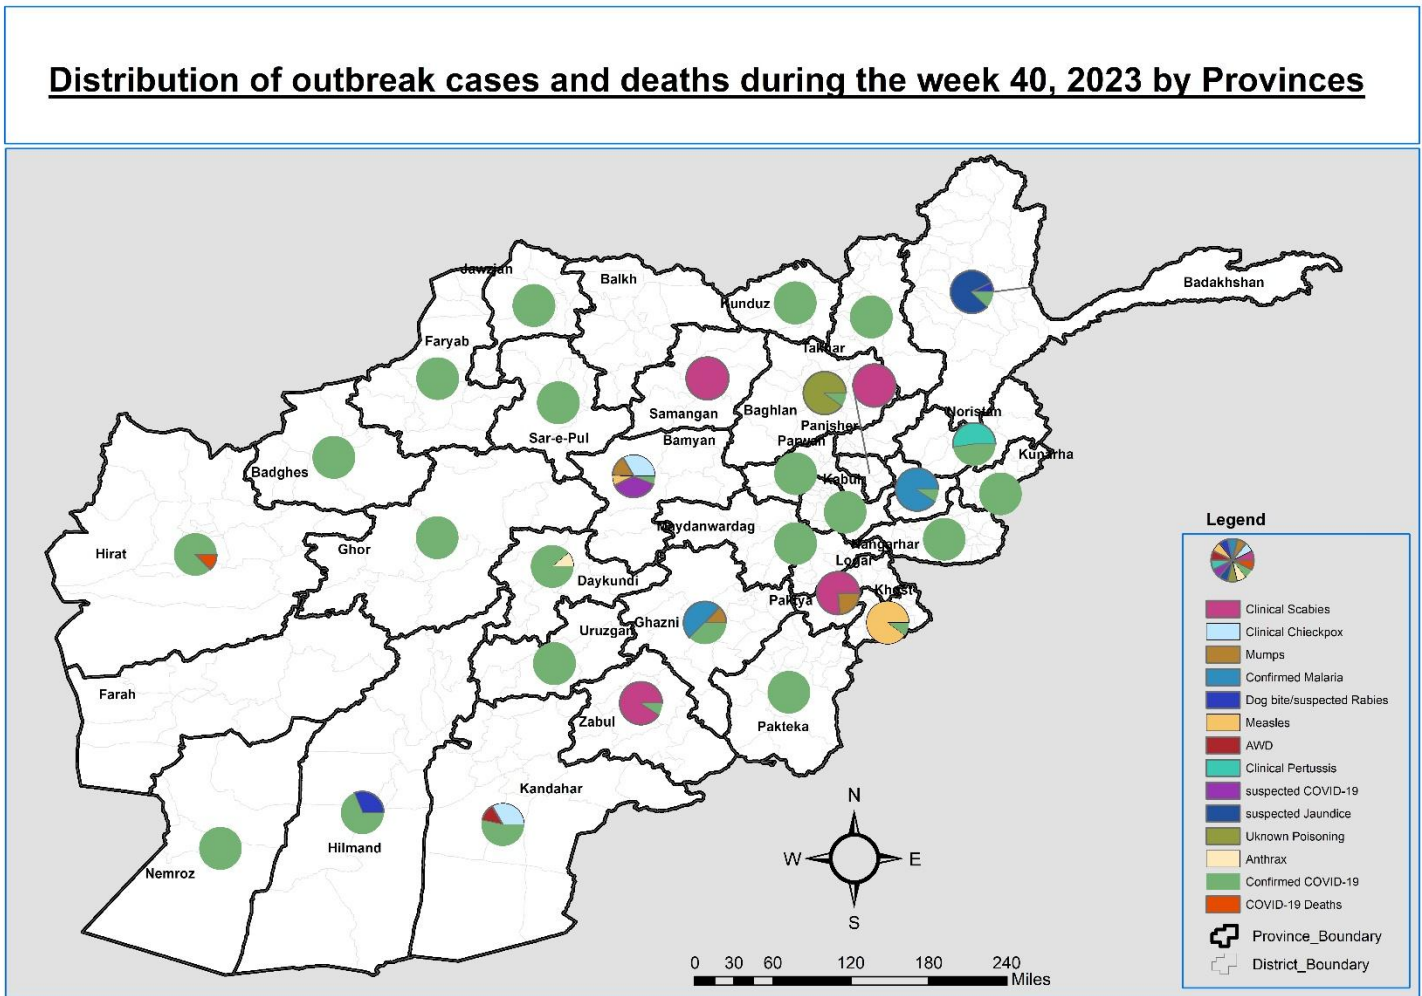 Distribution of outbreak cases and deaths during the week 40, 2023 by Provinces
Badakhshan
Jawzjan
Balkh
Kunduz
Faryab
Takhar
Samangan
Baghlan
Noristan
Panjsher
Sar-e-Pul
Bamyan
Parwan
Kunarha
Badghes
Kabul
Maydanwardag
Nangarhar
Hirat
Ghor
Logar
Daykundi
Khost
Paktya
Ghazni
Uruzgan
Farah
Zabul
Pakteka
Kandahar
Hilmand
Nemroz
N
W
E
S
0 30 60 120 180 240
Miles
Legend
Clinical Scabies
Clinical Chieckpox
Mumps
Confirmed Malaria
Dog bite/suspected Rabies
Measles
AWD
Clinical Pertussis
suspected COVID-19
suspected Jaundice
Uknown Poisoning
Anthrax
Confirmed COVID-19
COVID-19 Deaths
Province_Boundary
District_Boundary